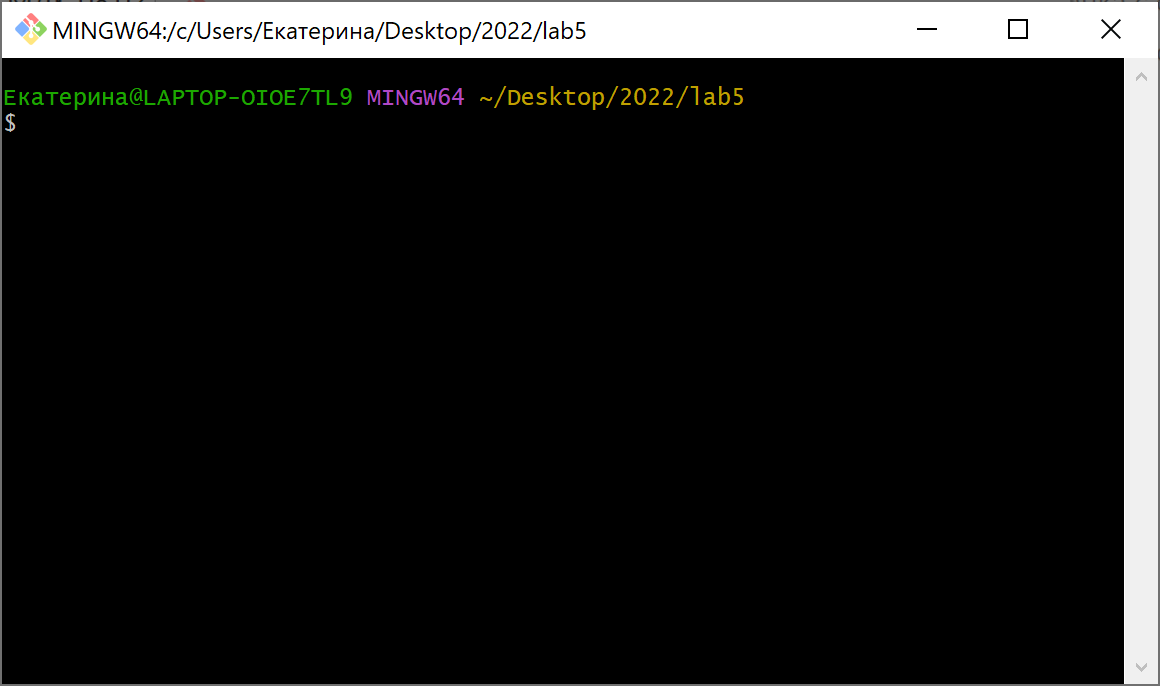 MINGW64:/c/Users/Екатерина/Desktop/2022/lab5
Екатерина@LAPTOP-OIOE7TL9 MINGW64 ~/Desktop/2022/lab5
$